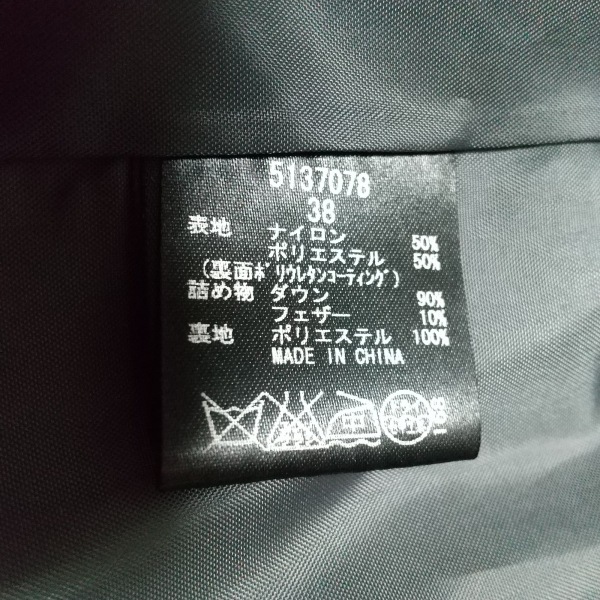 5137078
38
表地 ナイロン 50%
ポリエステル 50%
(裏面ポリウレタンコーティング)
詰め物 ダウン 90%
フェザー 10%
裏地 ポリエステル 100%
MADE IN CHINA